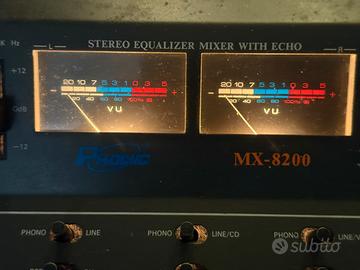 K Hz
L
STEREO EQUALIZER MIXER WITH ECHO
R
+12
20 10 7 5 3 1 0 3 5
- +
20 40 60 80 100%
VU
20 10 7 5 3 1 0 3 5
- +
20 40 60 80 100%
VU
GdB
-12
Phonic
MX-8200
PHONO LINE
PHONO LINE/CD
PHONO LINE/V
subito